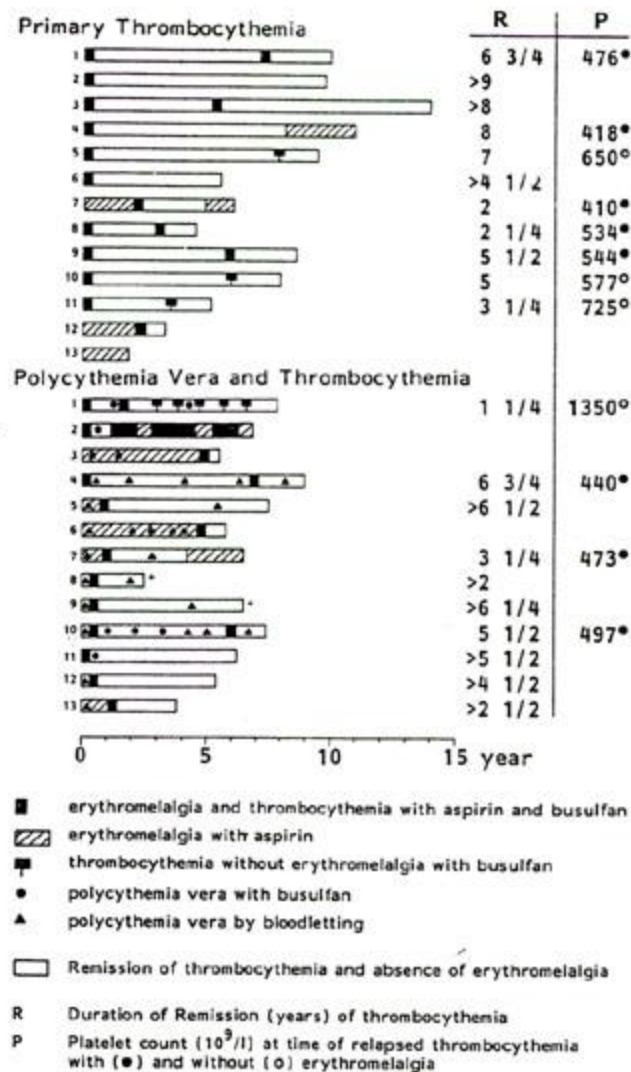 Primary Thrombocythemia R P
1 6 3/4 476●
2 >9
3 >8
4 8 418●
5 7 650○
6 >4 1/2
7 2 410●
8 2 1/4 534●
9 5 1/2 544●
10 5 577○
11 3 1/4 725○
12
13
Polycythemia Vera and Thrombocythemia
1 1 1/4 1350○
2
3
4 6 3/4 440●
5 >6 1/2
6
7 3 1/4 473●
8 >2
9 >6 1/4
10 5 1/2 497●
11 >5 1/2
12 >4 1/2
13 >2 1/2
0 5 10 15 year
erythromelalgia and thrombocythemia with aspirin and busulfan
erythromelalgia with aspirin
thrombocythemia without erythromelalgia with busulfan
polycythemia vera with busulfan
polycythemia vera by bloodletting
Remission of thrombocythemia and absence of erythromelalgia
R Duration of Remission (years) of thrombocythemia
P Platelet count (10⁹/l) at time of relapsed thrombocythemia
with (●) and without (○) erythromelalgia